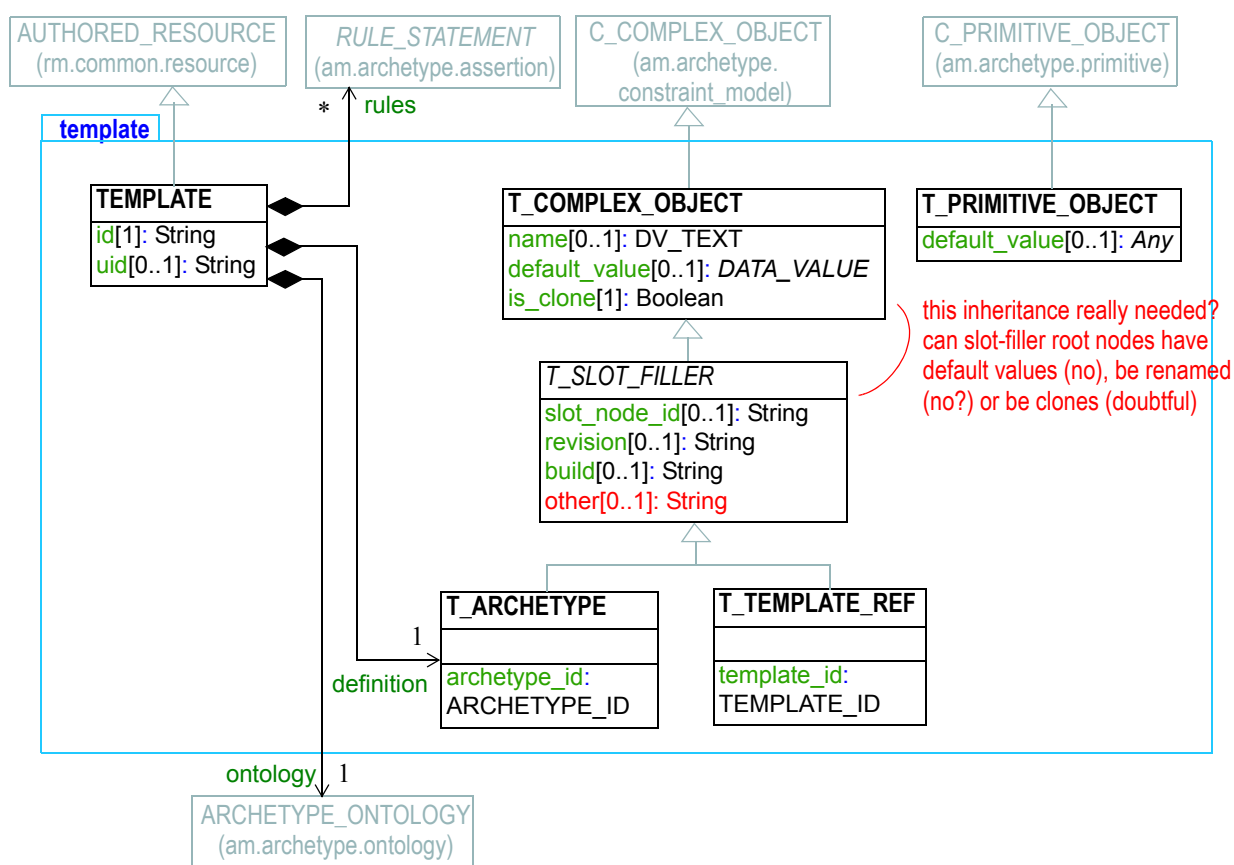 AUTHORED_RESOURCE
(rm.common.resource)
RULE_STATEMENT
(am.archetype.assertion)
C_COMPLEX_OBJECT
(am.archetype.
constraint_model)
C_PRIMITIVE_OBJECT
(am.archetype.primitive)
* rules
template
TEMPLATE
id[1]: String
uid[0..1]: String
T_COMPLEX_OBJECT
name[0..1]: DV_TEXT
default_value[0..1]: DATA_VALUE
is_clone[1]: Boolean
T_PRIMITIVE_OBJECT
default_value[0..1]: Any
this inheritance really needed?
can slot-filler root nodes have
default values (no), be renamed
(no?) or be clones (doubtful)
T_SLOT_FILLER
slot_node_id[0..1]: String
revision[0..1]: String
build[0..1]: String
other[0..1]: String
T_ARCHETYPE
archetype_id:
ARCHETYPE_ID
T_TEMPLATE_REF
template_id:
TEMPLATE_ID
1
definition
ontology 1
ARCHETYPE_ONTOLOGY
(am.archetype.ontology)